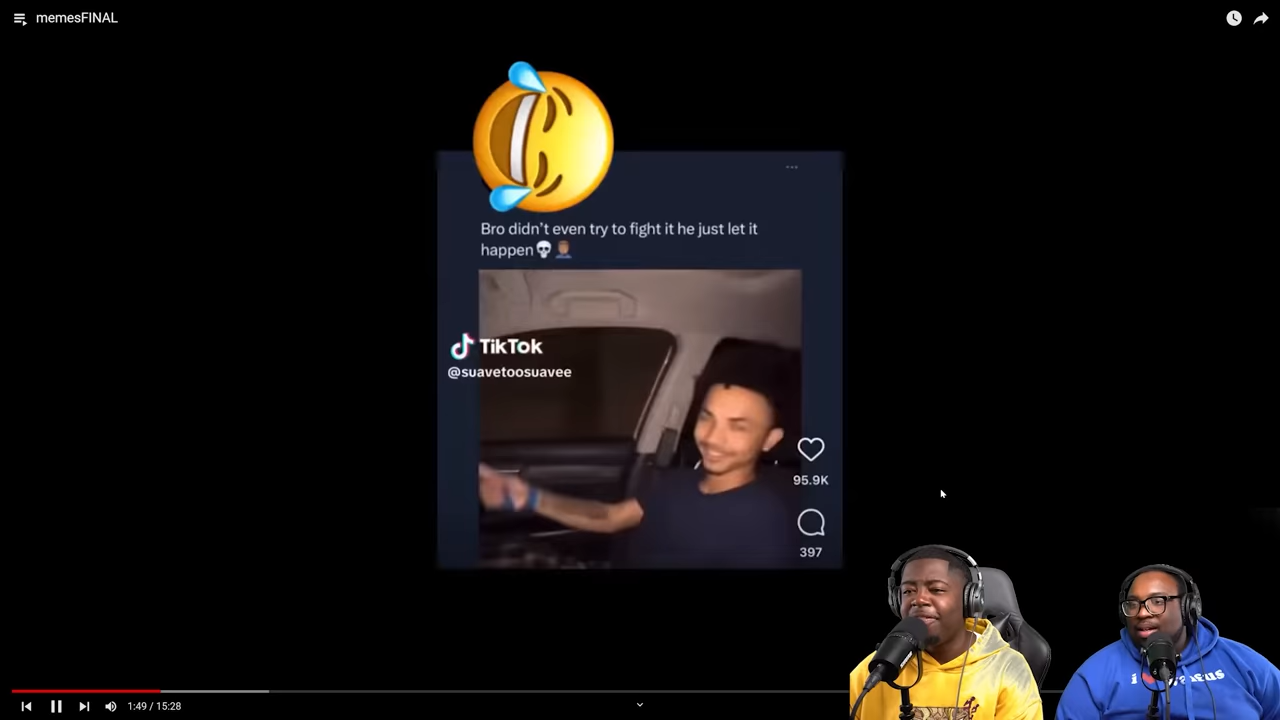 memesFINAL
Bro didn't even try to fight it he just let it
happen💀🤦🏽‍♂️
TikTok
@suavetoosuavee
95.9K
397
i
1:49 / 15:28